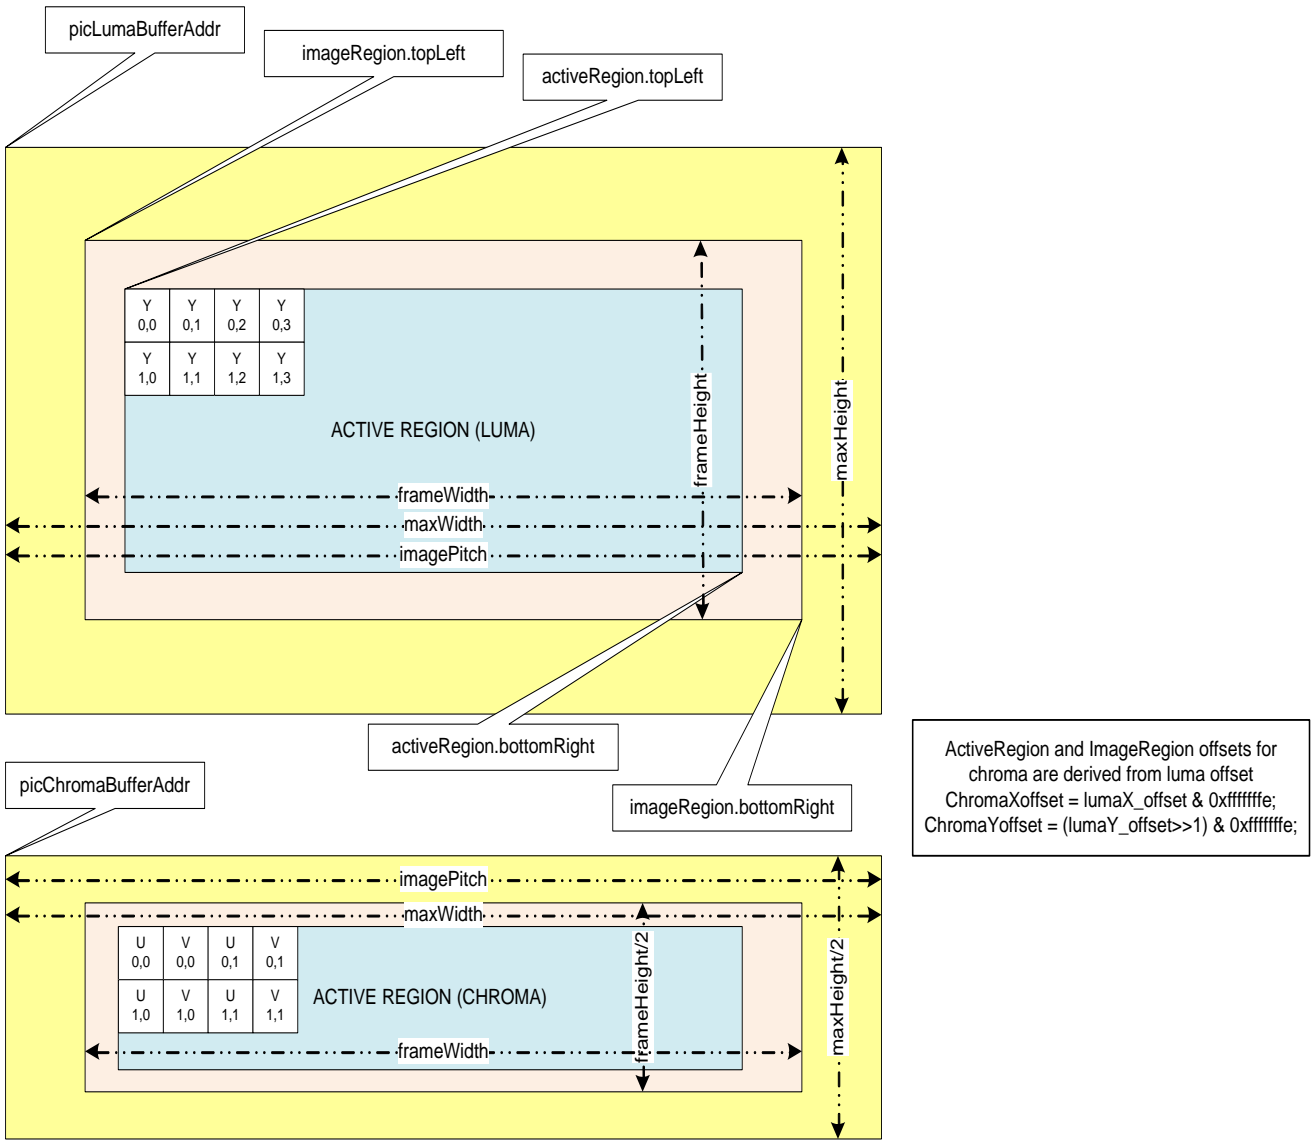 picLumaBufferAddr
imageRegion.topLeft
activeRegion.topLeft
Y Y Y Y
0,0 0,1 0,2 0,3
Y Y Y Y
1,0 1,1 1,2 1,3
ACTIVE REGION (LUMA)
frameHeight
maxHeight
frameWidth
maxWidth
imagePitch
activeRegion.bottomRight
imageRegion.bottomRight
ActiveRegion and ImageRegion offsets for
chroma are derived from luma offset
ChromaXoffset = lumaX_offset & 0xfffffffe;
ChromaYoffset = (lumaY_offset>>1) & 0xfffffffe;
picChromaBufferAddr
imagePitch
maxWidth
U V U V
0,0 0,0 0,1 0,1
U V U V
1,0 1,0 1,1 1,1
ACTIVE REGION (CHROMA)
frameHeight/2
maxHeight/2
frameWidth